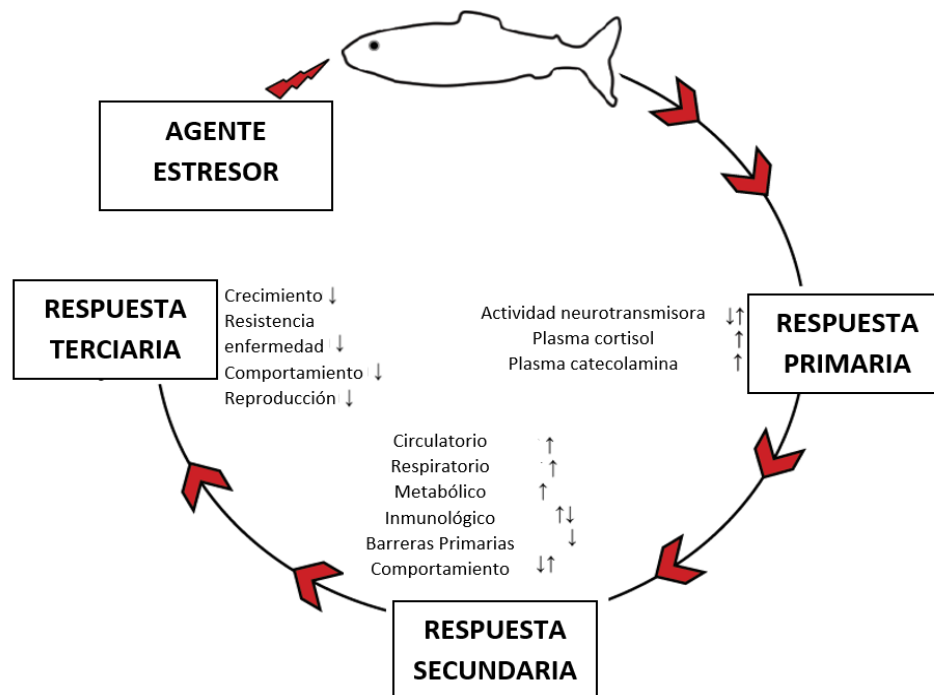 AGENTE
ESTRESOR
RESPUESTA
PRIMARIA
Actividad neurotransmisora ↓↑
Plasma cortisol ↑
Plasma catecolamina ↑
Circulatorio ↑
Respiratorio ↑
Metabólico ↑
Inmunológico ↑↓
Barreras Primarias ↓
Comportamiento ↓↑
RESPUESTA
SECUNDARIA
RESPUESTA
TERCIARIA
Crecimiento ↓
Resistencia
enfermedad ↓
Comportamiento ↓
Reproducción ↓